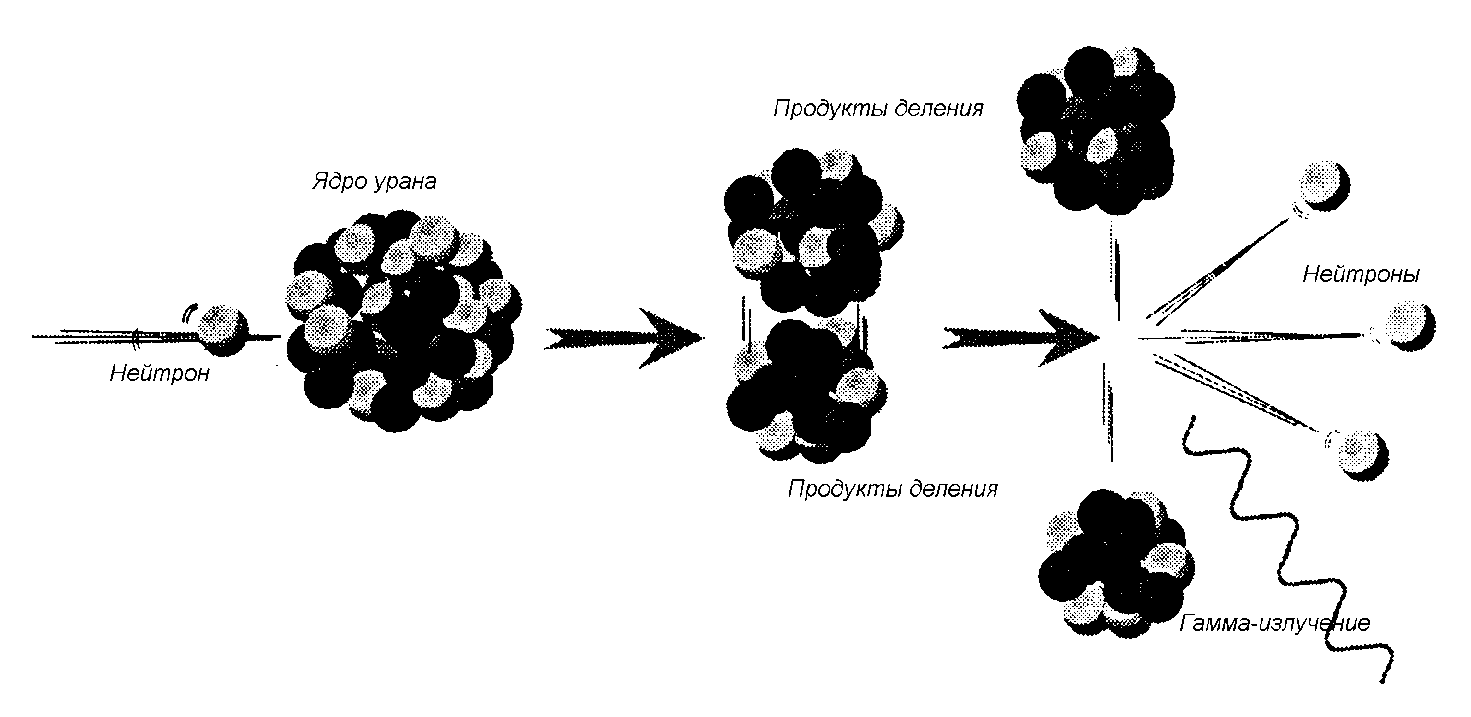 Продукты деления
Ядро урана
Нейтроны
Нейтрон
Продукты деления
Гамма-излучение